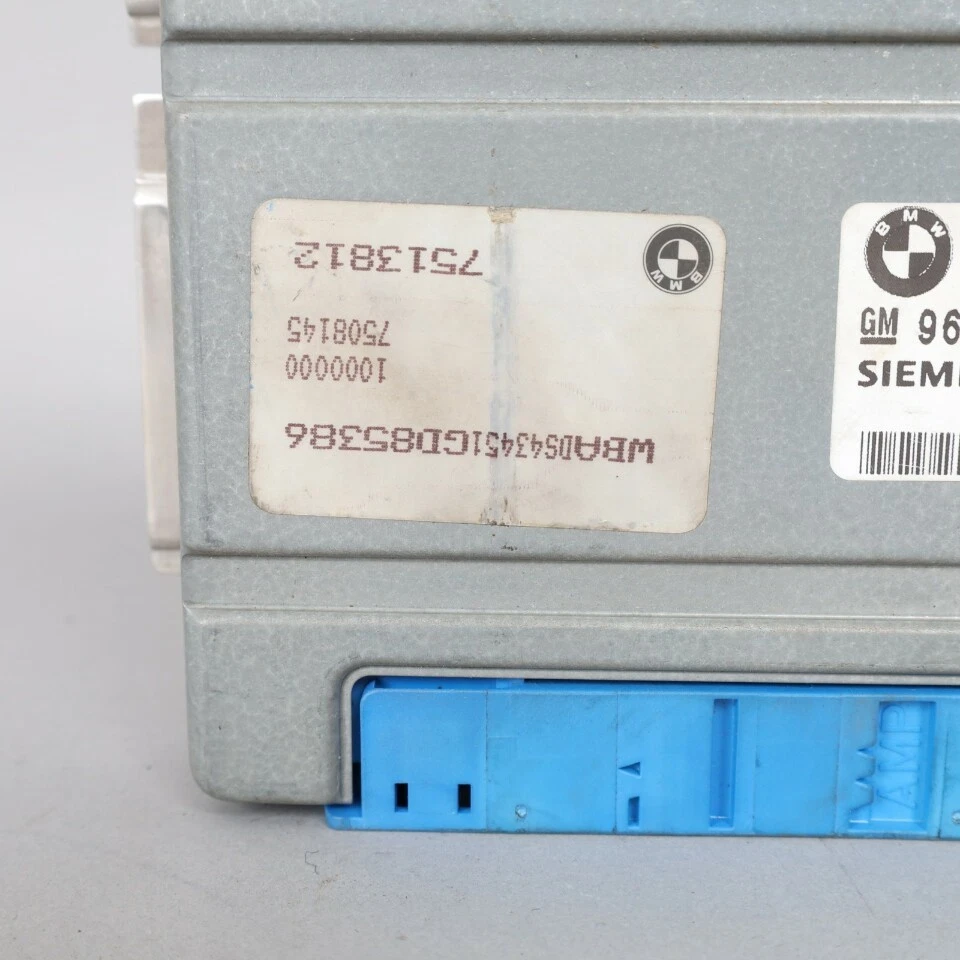 WBADS43451GD85386
1000000
7508145
7513812
BMW
BMW
GM 96
SIEM
AMP